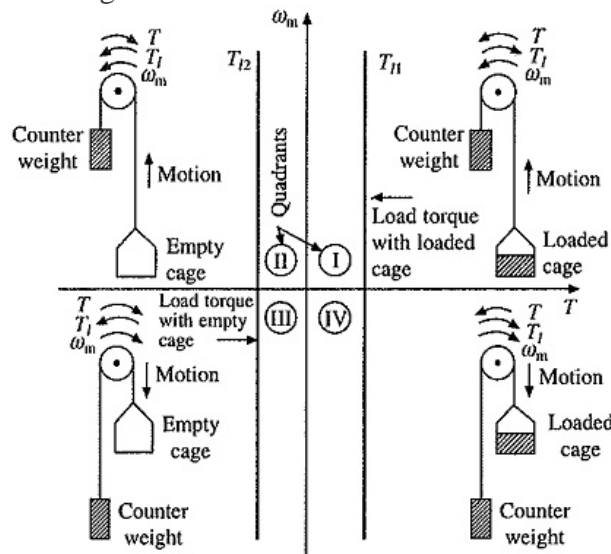 T
T_l
ω_m
Counter
weight
Motion
Empty
cage
T_l2
ω_m
T_l1
Quadrants
II
I
Load torque
with loaded
cage
T
T_l
ω_m
Counter
weight
Motion
Loaded
cage
T
T
T_l
ω_m
Load torque
with empty
cage
III
IV
Motion
Empty
cage
Counter
weight
T
T_l
ω_m
Motion
Loaded
cage
Counter
weight